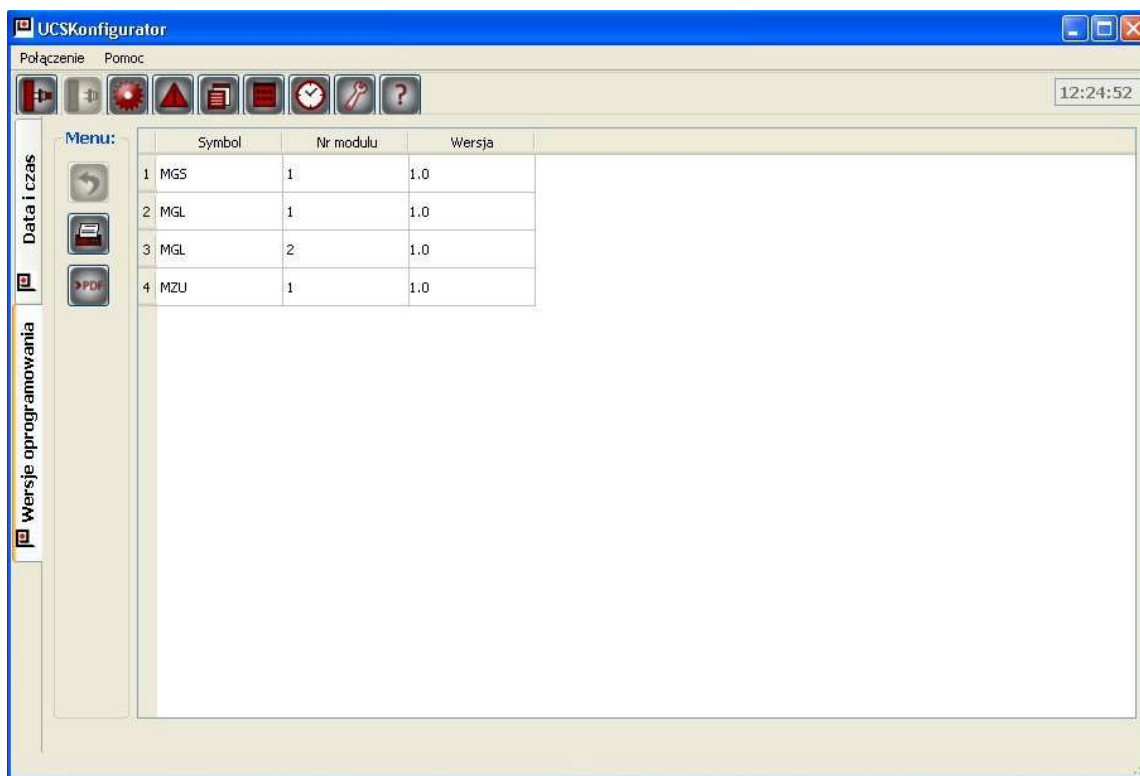 UCSKonfigurator
Połączenie Pomoc
? 12:24:52
Data i czas
Wersje oprogramowania
Menu:
>PDF
Symbol Nr modulu Wersja
1 MGS 1 1.0
2 MGL 1 1.0
3 MGL 2 1.0
4 MZU 1 1.0